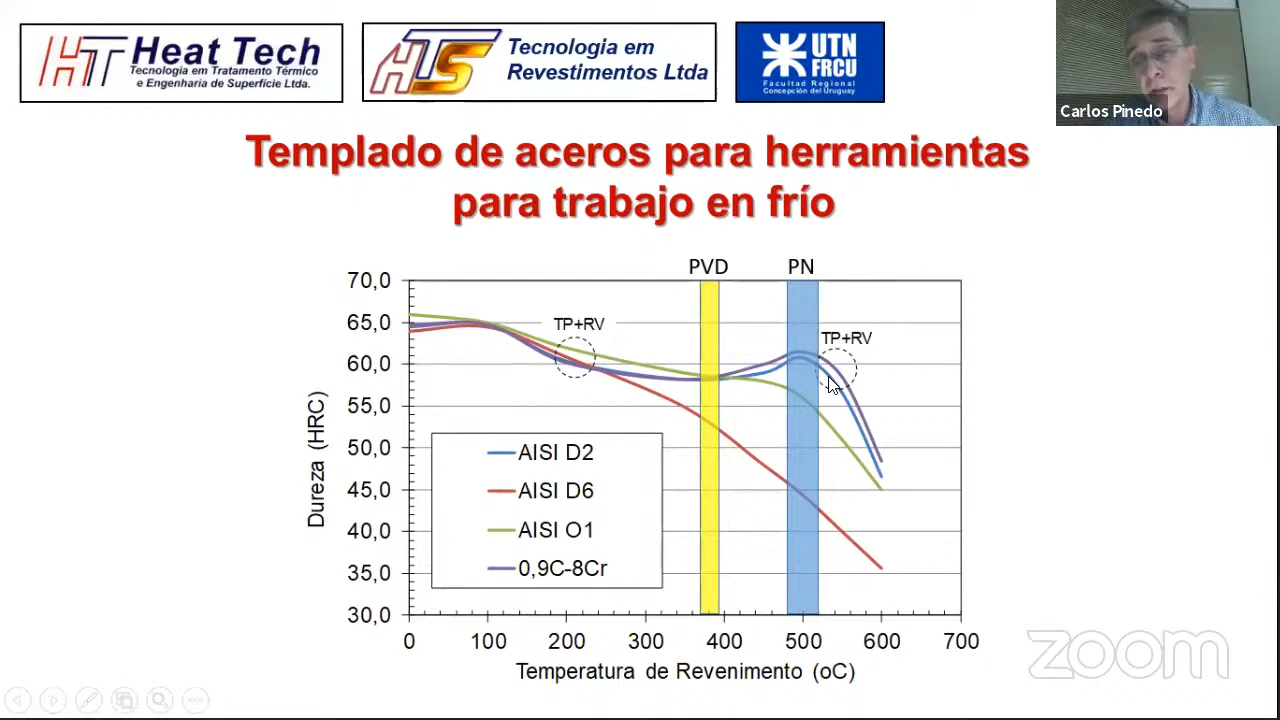 Heat Tech
Tecnologia em Tratamento Térmico
e Engenharia de Superfície Ltda.
HTS
Tecnologia em
Revestimentos Ltda
UTN
FRCU
Facultad Regional
Concepción del Uruguay
Carlos Pinedo
Templado de aceros para herramientas
para trabajo en frío
PVD
PN
70,0
65,0
60,0
55,0
50,0
45,0
40,0
35,0
30,0
Dureza (HRC)
TP+RV
TP+RV
AISI D2
AISI D6
AISI O1
0,9C-8Cr
0
100
200
300
400
500
600
700
Temperatura de Revenimento (oC)
zoom